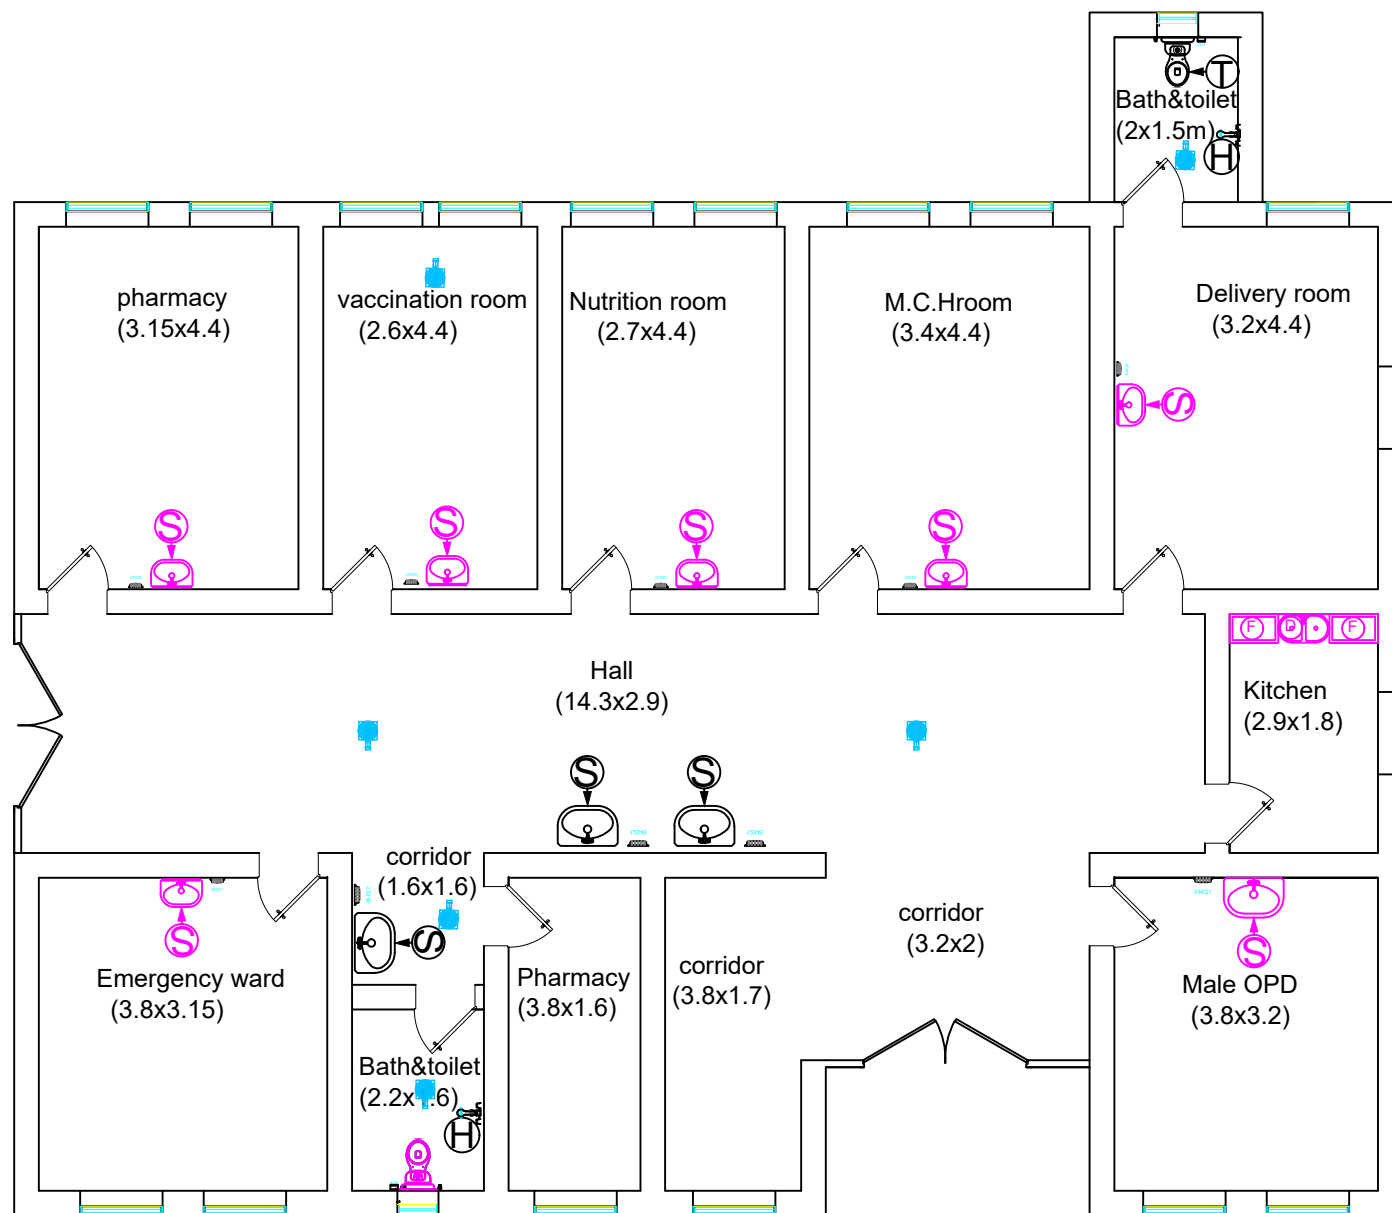 T
Bath&toilet
(2x1.5m)
H
pharmacy
(3.15x4.4)
vaccination room
(2.6x4.4)
Nutrition room
(2.7x4.4)
M.C.Hroom
(3.4x4.4)
Delivery room
(3.2x4.4)
S
S
S
S
S
F
D
F
Hall
(14.3x2.9)
Kitchen
(2.9x1.8)
S
S
corridor
(1.6x1.6)
S
S
Emergency ward
(3.8x3.15)
Pharmacy
(3.8x1.6)
corridor
(3.8x1.7)
corridor
(3.2x2)
S
Male OPD
(3.8x3.2)
Bath&toilet
H